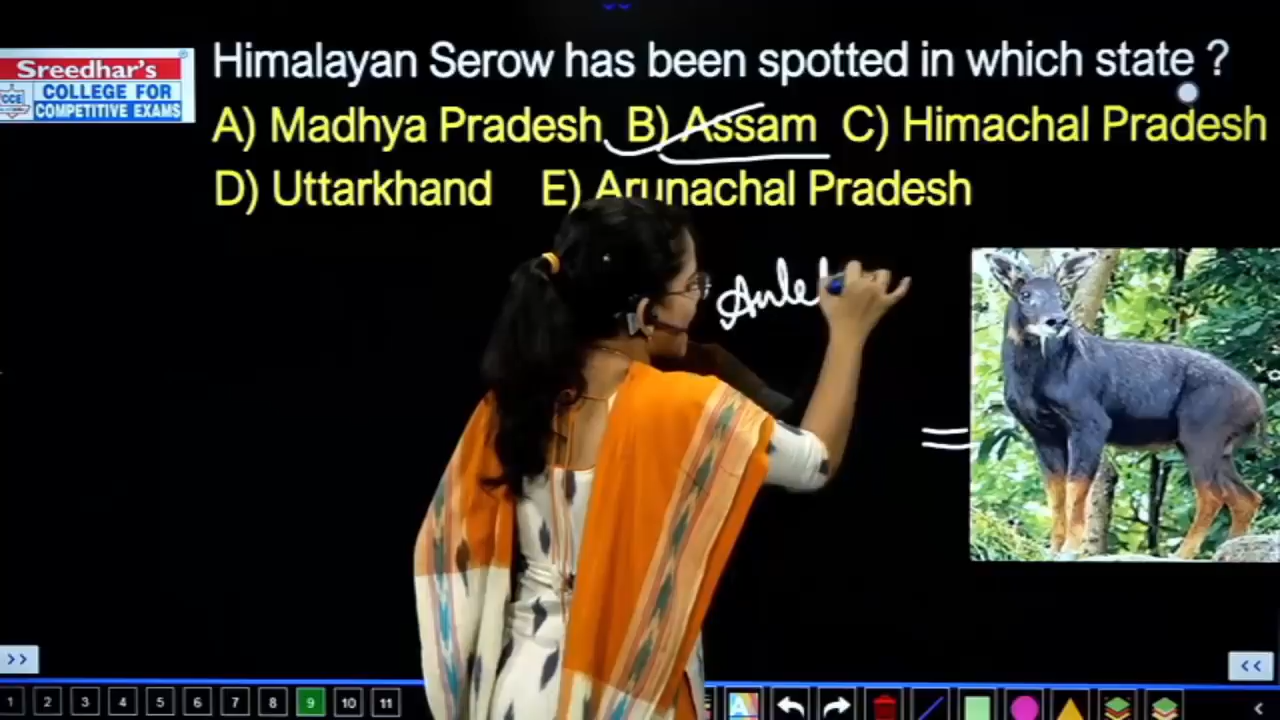 Sreedhar's
CCE
COLLEGE FOR
COMPETITIVE EXAMS
Himalayan Serow has been spotted in which state ?
A) Madhya Pradesh B) Assam C) Himachal Pradesh
D) Uttarkhand E) Arunachal Pradesh
=
>> <<
1 2 3 4 5 6 7 8 9 10 11 A <